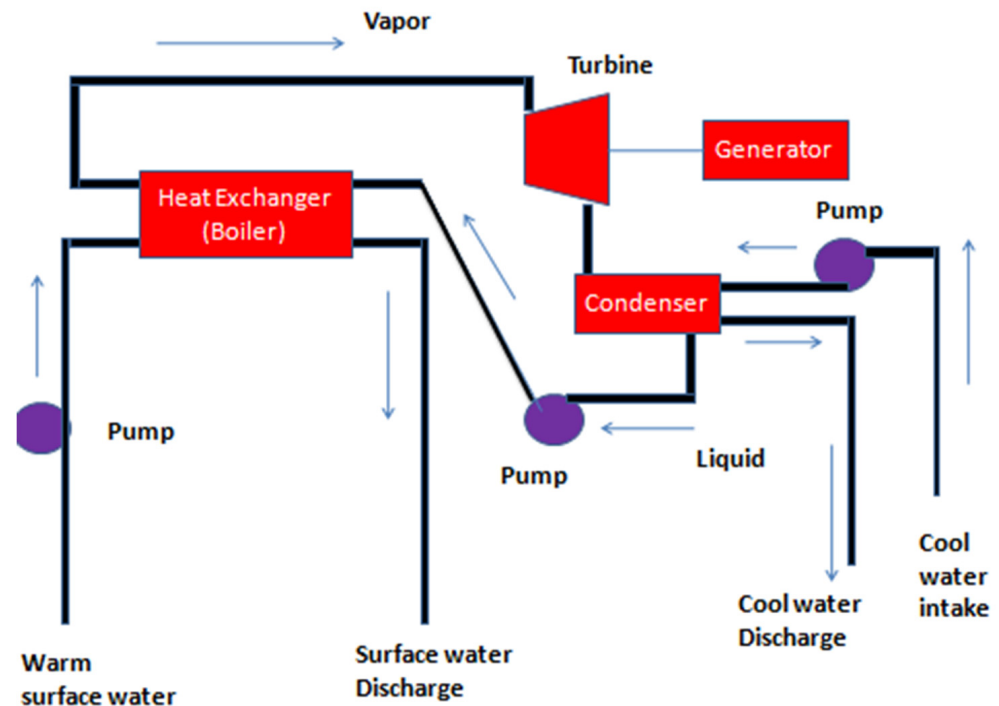 Vapor
Turbine
Generator
Heat Exchanger
(Boiler)
Pump
Condenser
Pump
Pump
Liquid
Cool
water
intake
Cool water
Discharge
Surface water
Discharge
Warm
surface water